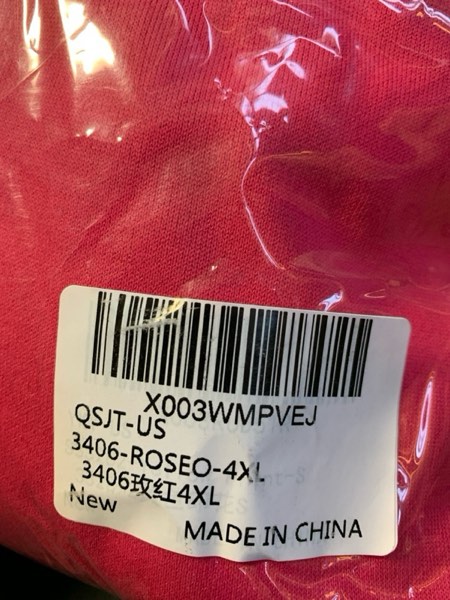 X003WMPVEJ
QSJT-US
3406-ROSEO-4XL
3406玫红4XL
New
MADE IN CHINA